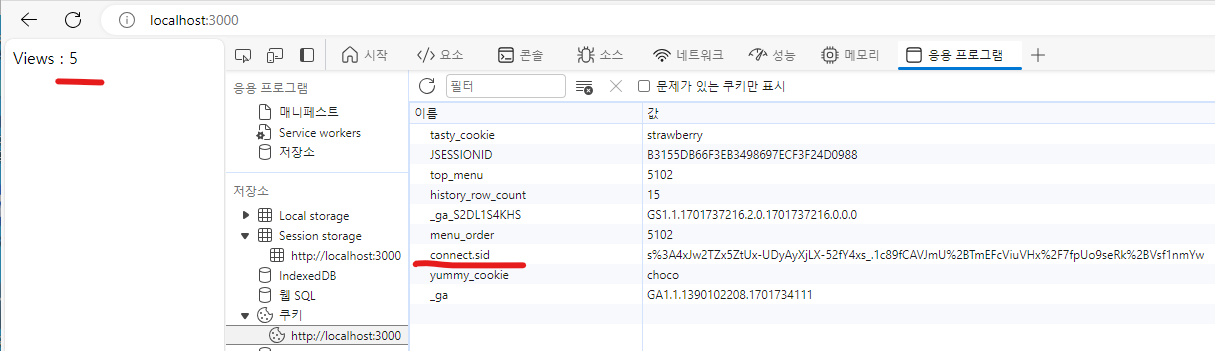 localhost:3000
Views : 5
시작
요소
콘솔
소스
네트워크
성능
메모리
응용 프로그램
응용 프로그램
매니페스트
Service workers
저장소
저장소
Local storage
Session storage
http://localhost:3000
IndexedDB
웹 SQL
쿠키
http://localhost:3000
필터
문제가 있는 쿠키만 표시
이름 값
tasty_cookie strawberry
JSESSIONID B3155DB66F3EB3498697ECF3F24D0988
top_menu 5102
history_row_count 15
_ga_S2DL1S4KHS GS1.1.1701737216.2.0.1701737216.0.0.0
menu_order 5102
connect.sid s%3A4xJw2TZx5ZtUx-UDyAyXjLX-52fY4xs_.1c89fCAVJmU%2BTmEFcViuVHx%2F7fpUo9seRk%2BVsf1nmYw
yummy_cookie choco
_ga GA1.1.1390102208.1701734111